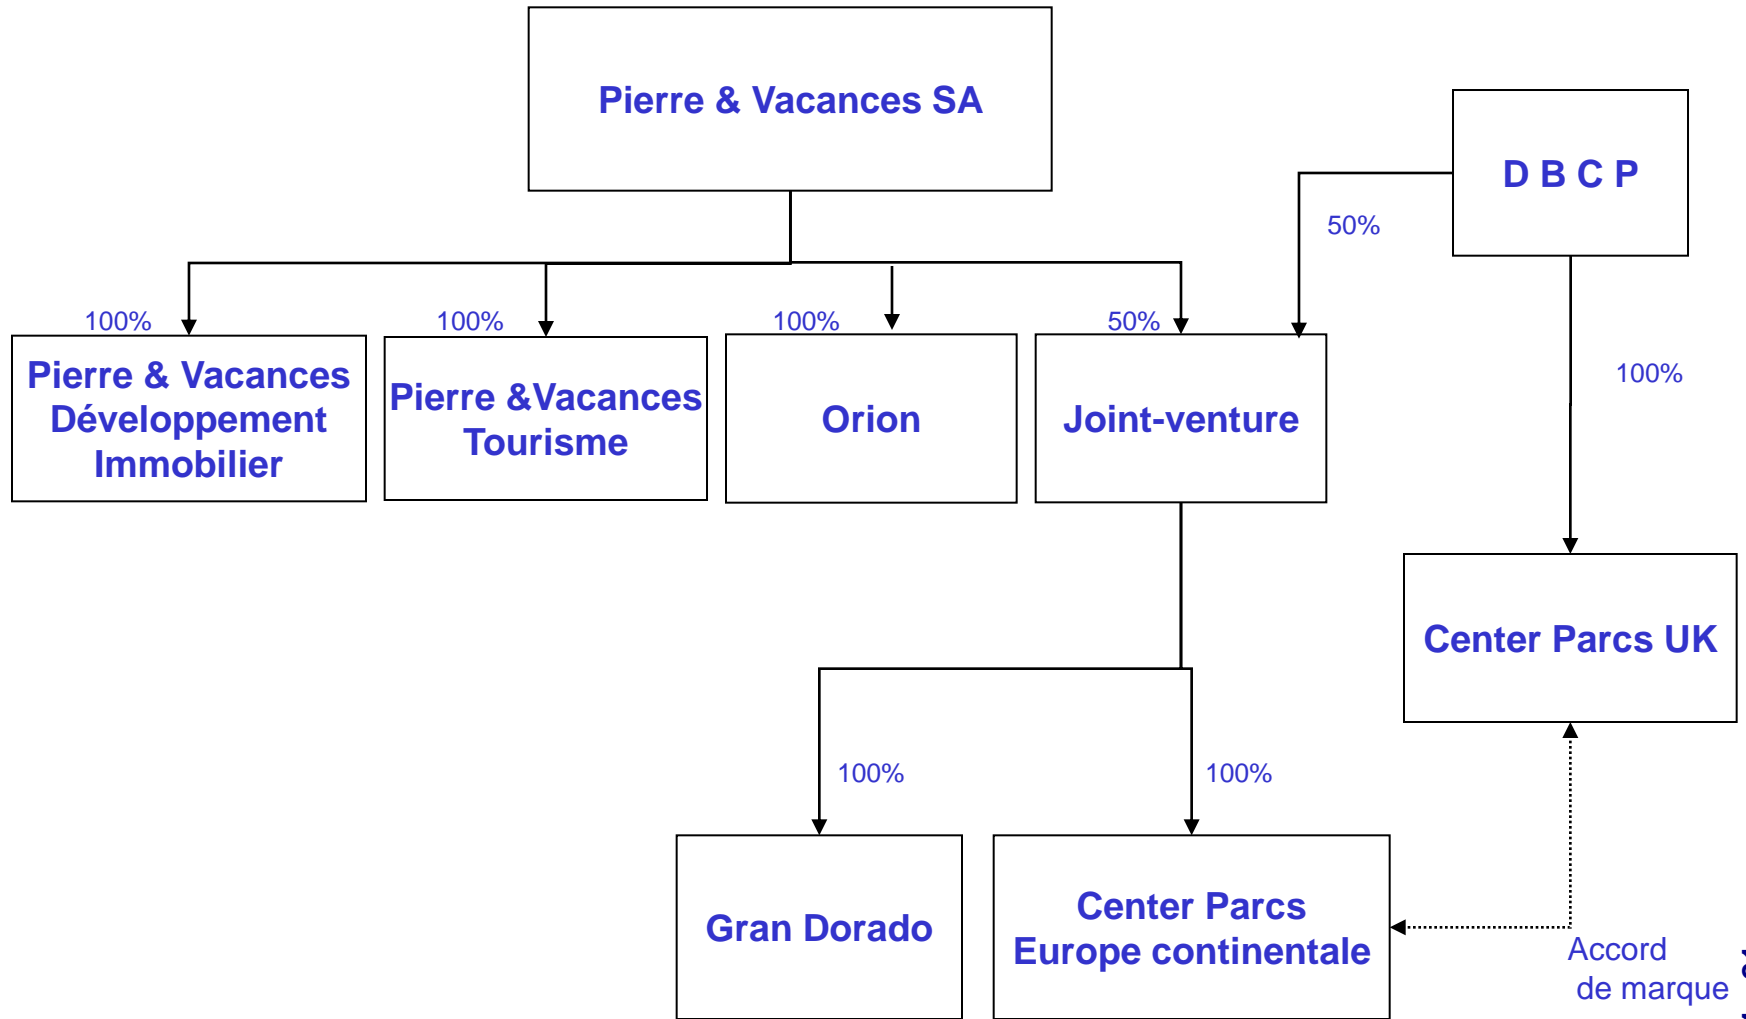 Pierre & Vacances SA
D B C P
50%
100%
100%
100%
50%
100%
Pierre & Vacances
Développement
Immobilier
Pierre &Vacances
Tourisme
Orion
Joint-venture
Center Parcs UK
100%
100%
Gran Dorado
Center Parcs
Europe continentale
Accord
de marque